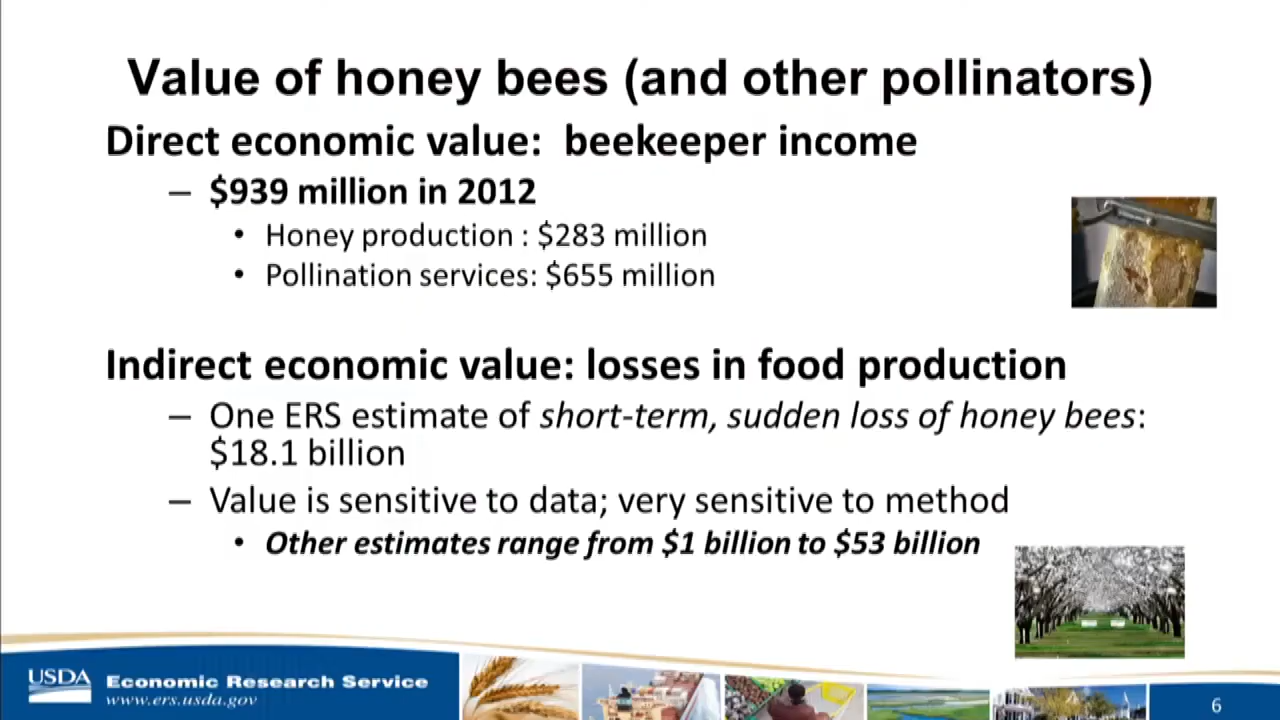 Value of honey bees (and other pollinators)
Direct economic value:  beekeeper income
– $939 million in 2012
• Honey production : $283 million
• Pollination services: $655 million
Indirect economic value: losses in food production
– One ERS estimate of short-term, sudden loss of honey bees:
$18.1 billion
– Value is sensitive to data; very sensitive to method
• Other estimates range from $1 billion to $53 billion
USDA
Economic Research Service
www.ers.usda.gov
6